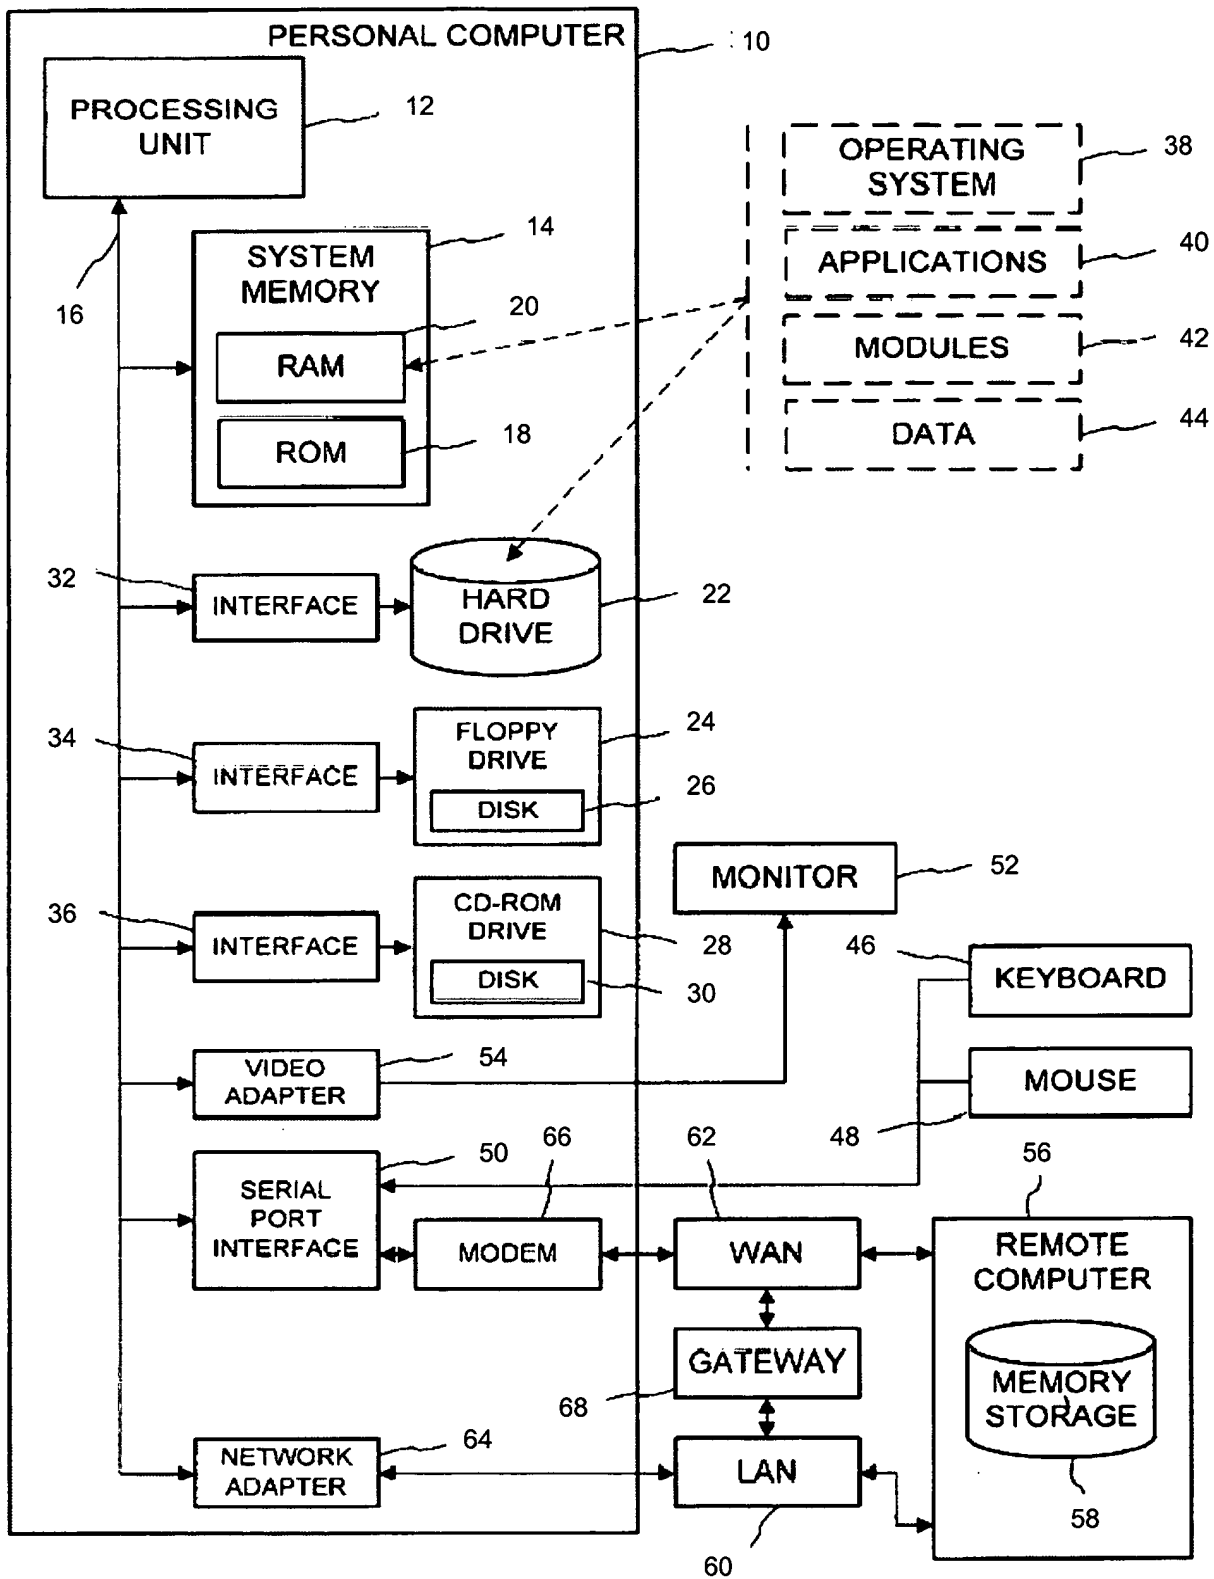 PERSONAL COMPUTER
10
PROCESSING
UNIT
12
OPERATING
SYSTEM
38
16
SYSTEM
MEMORY
14
APPLICATIONS
40
20
RAM
MODULES
42
18
ROM
DATA
44
32
INTERFACE
HARD
DRIVE
22
34
INTERFACE
FLOPPY
DRIVE
24
DISK
26
MONITOR
52
36
INTERFACE
CD-ROM
DRIVE
28
DISK
30
46
KEYBOARD
VIDEO
ADAPTER
54
MOUSE
48
50
66
62
56
SERIAL
PORT
INTERFACE
MODEM
WAN
REMOTE
COMPUTER
GATEWAY
68
MEMORY
STORAGE
58
NETWORK
ADAPTER
64
LAN
60